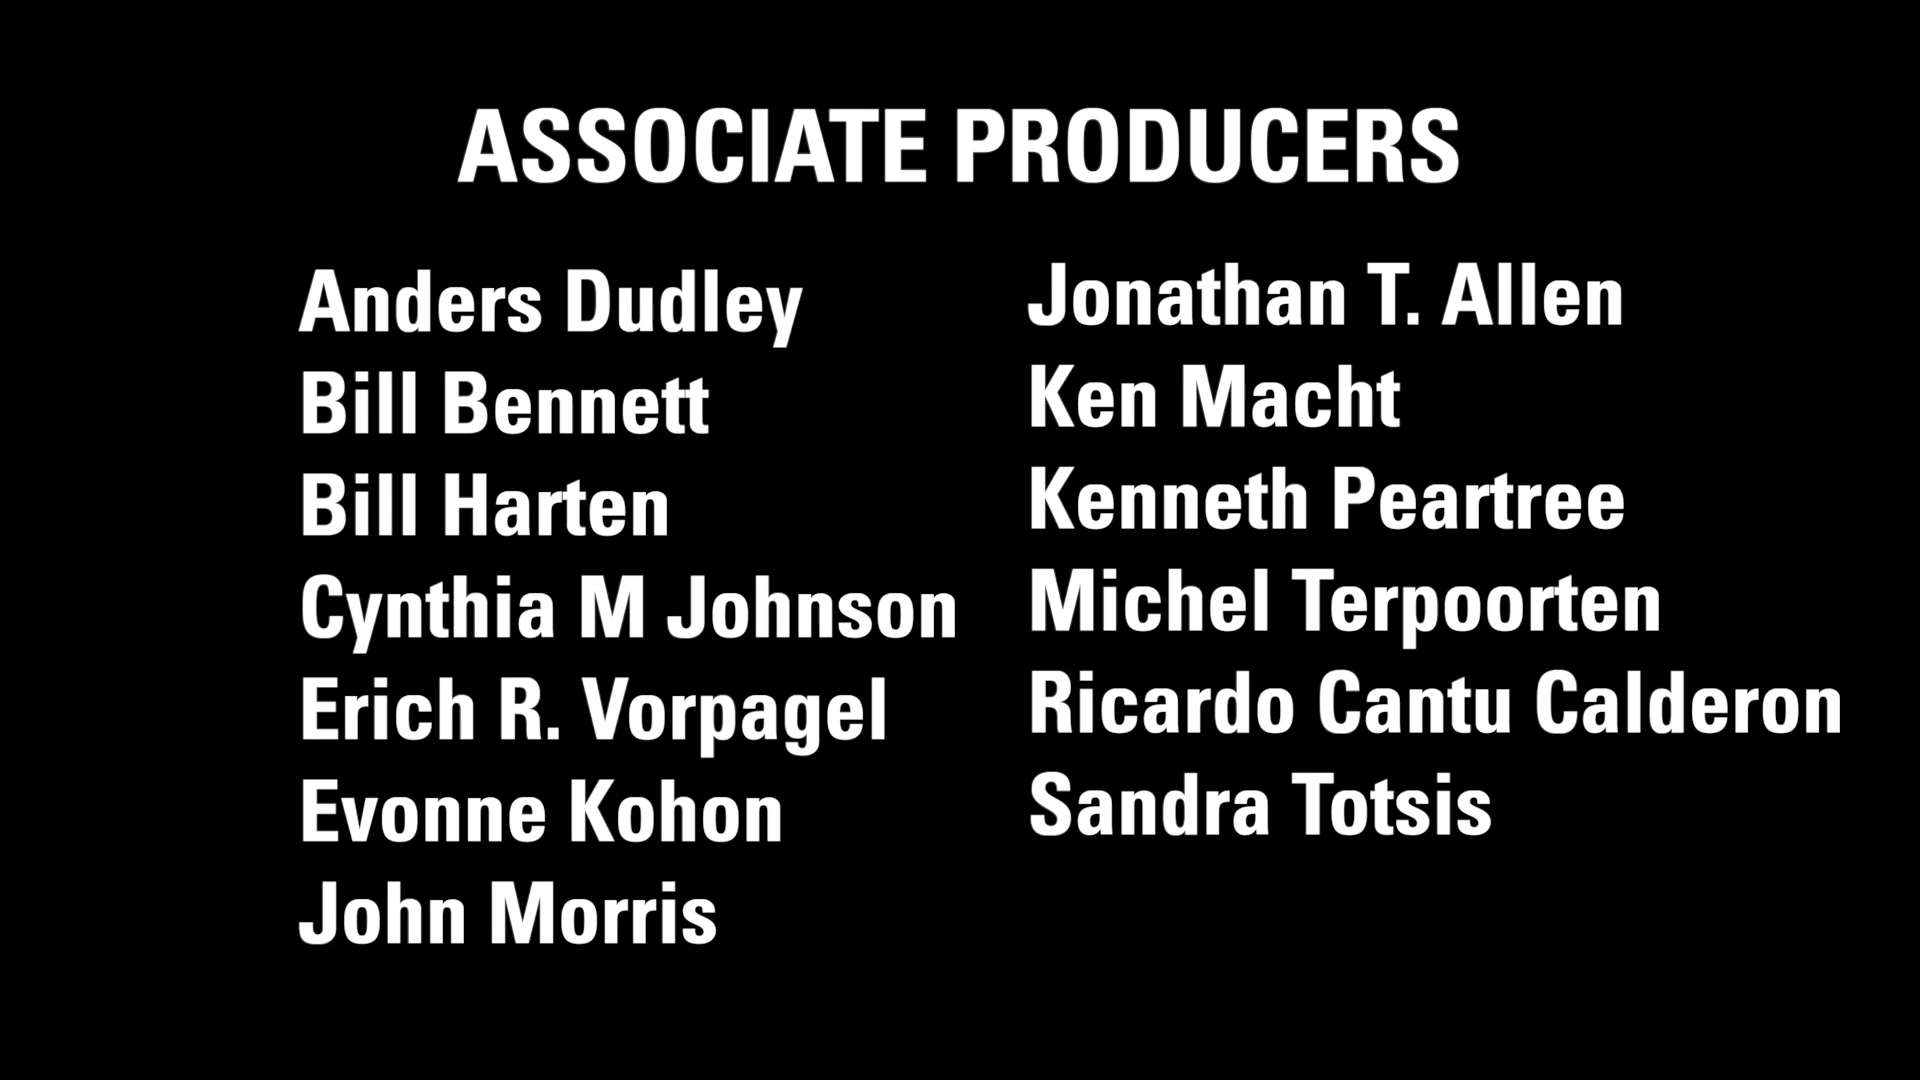 ASSOCIATE PRODUCERS
Anders Dudley
Bill Bennett
Bill Harten
Cynthia M Johnson
Erich R. Vorpagel
Evonne Kohon
John Morris
Jonathan T. Allen
Ken Macht
Kenneth Peartree
Michel Terpoorten
Ricardo Cantu Calderon
Sandra Totsis